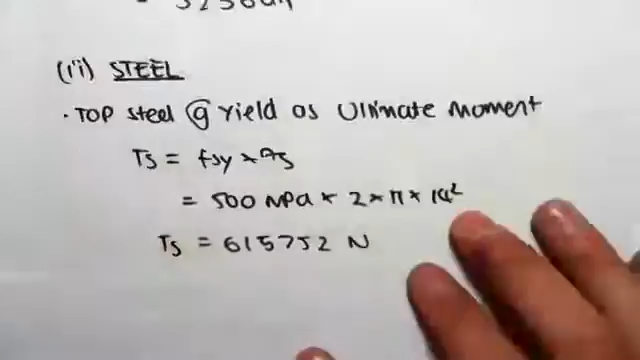 (ii) STEEL
• TOP steel @ Yield as Ultimate Moment
Ts = fsy × As
= 500 MPa × 2 × π × 14²
Ts = 615752 N